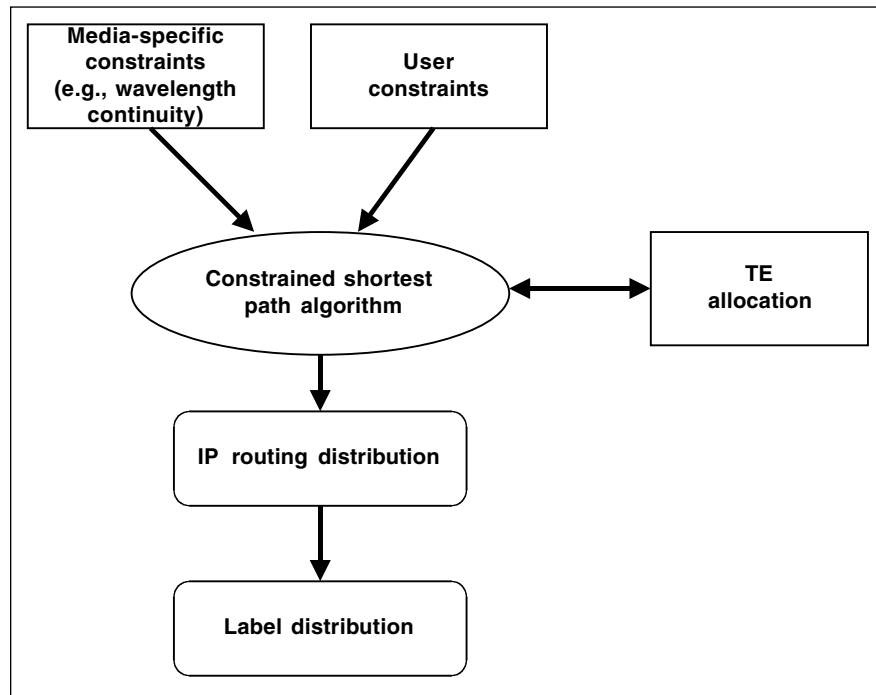 Media-specific
constraints
(e.g., wavelength
continuity)
User
constraints
Constrained shortest
path algorithm
TE
allocation
IP routing distribution
Label distribution